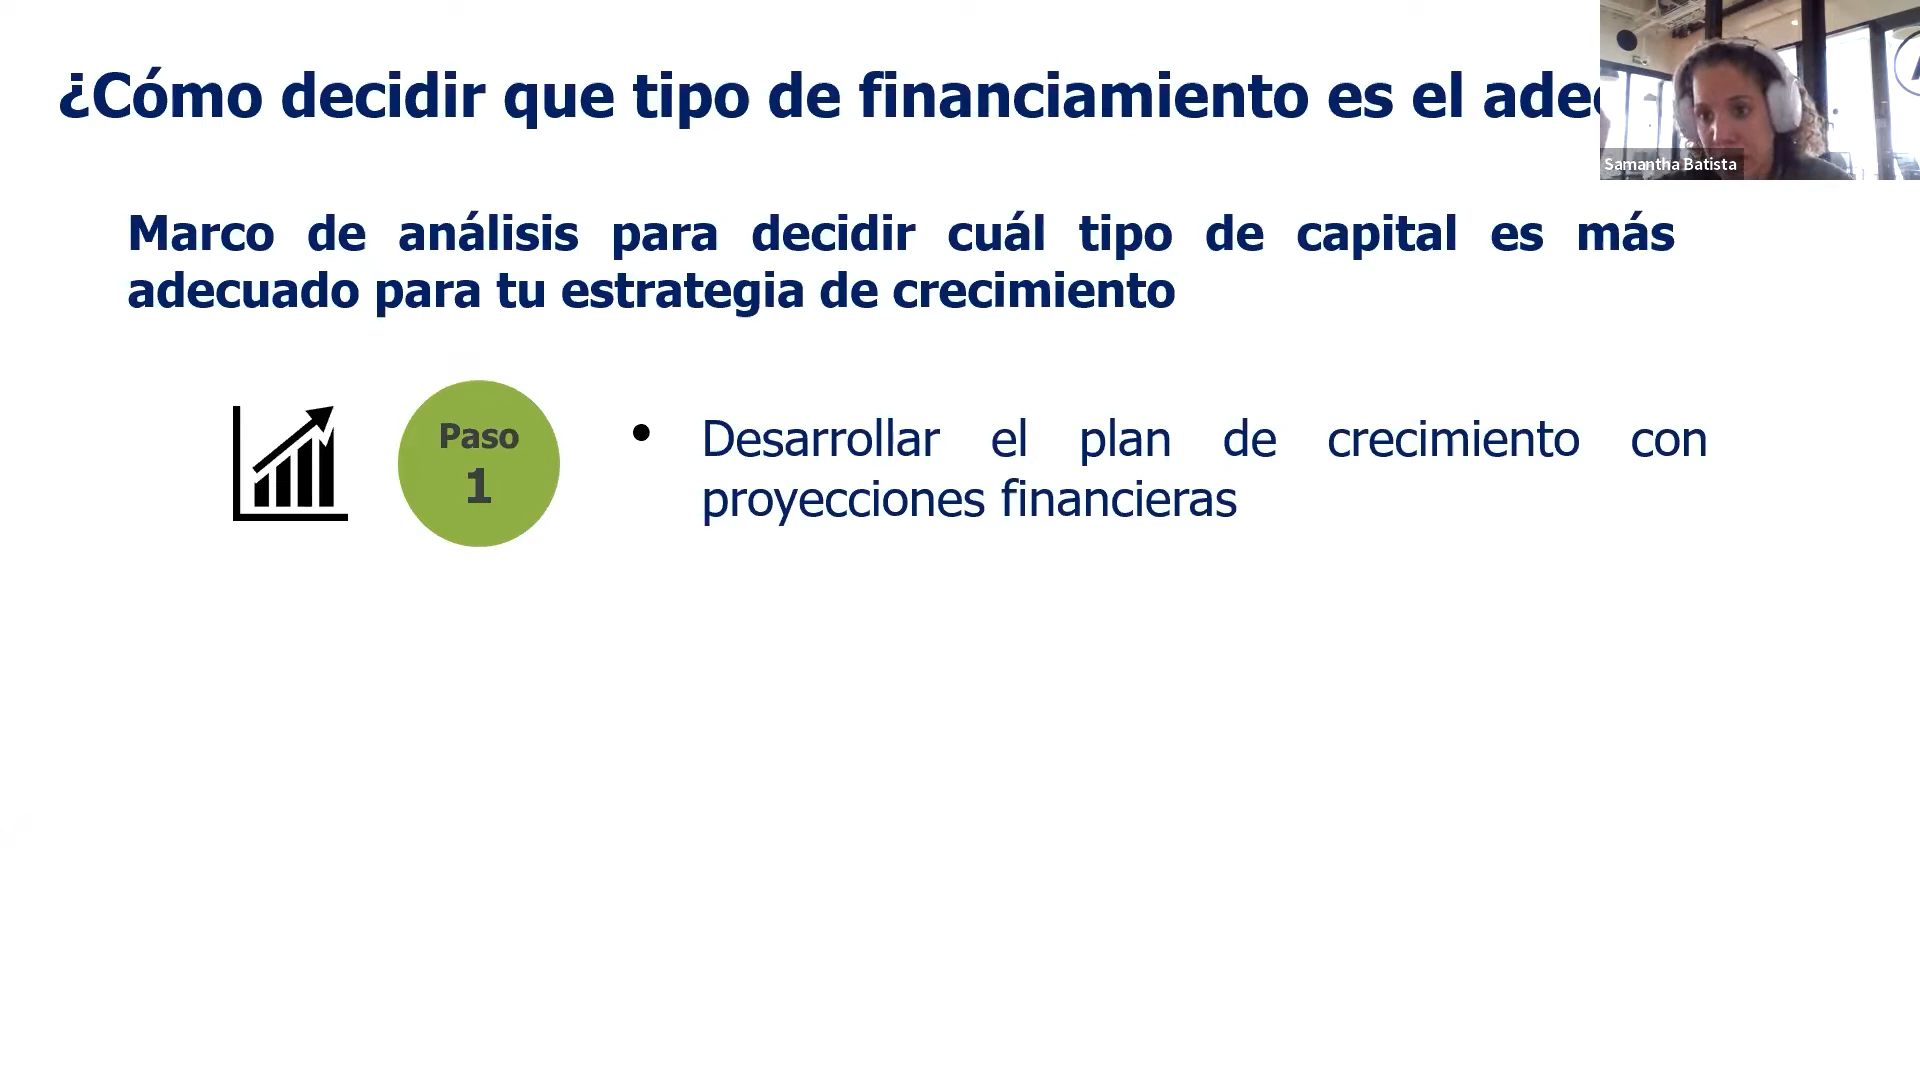 ¿Cómo decidir que tipo de financiamiento es el
Samantha Batista
Marco de análisis para decidir cuál tipo de capital es más
adecuado para tu estrategia de crecimiento
Paso
1
• Desarrollar el plan de crecimiento con
proyecciones financieras